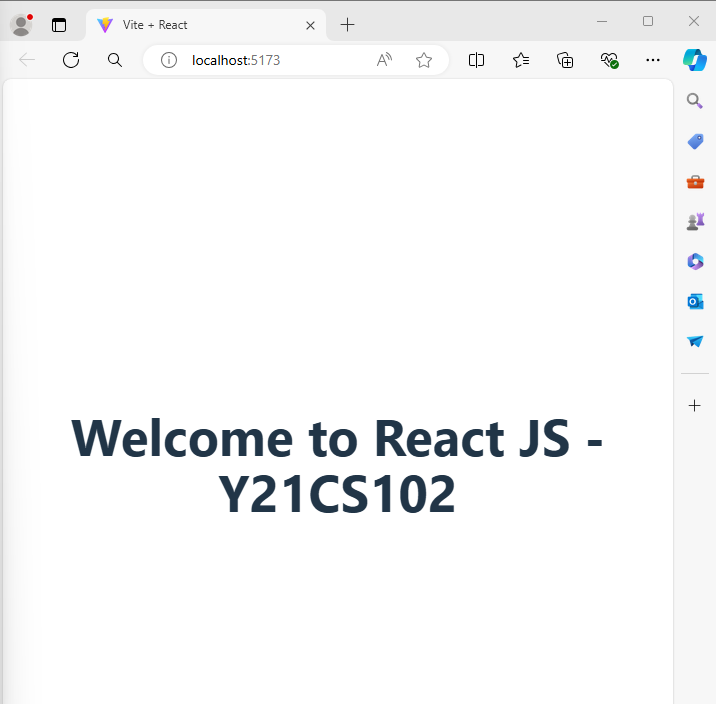 Vite + React
localhost:5173
Welcome to React JS -
Y21CS102